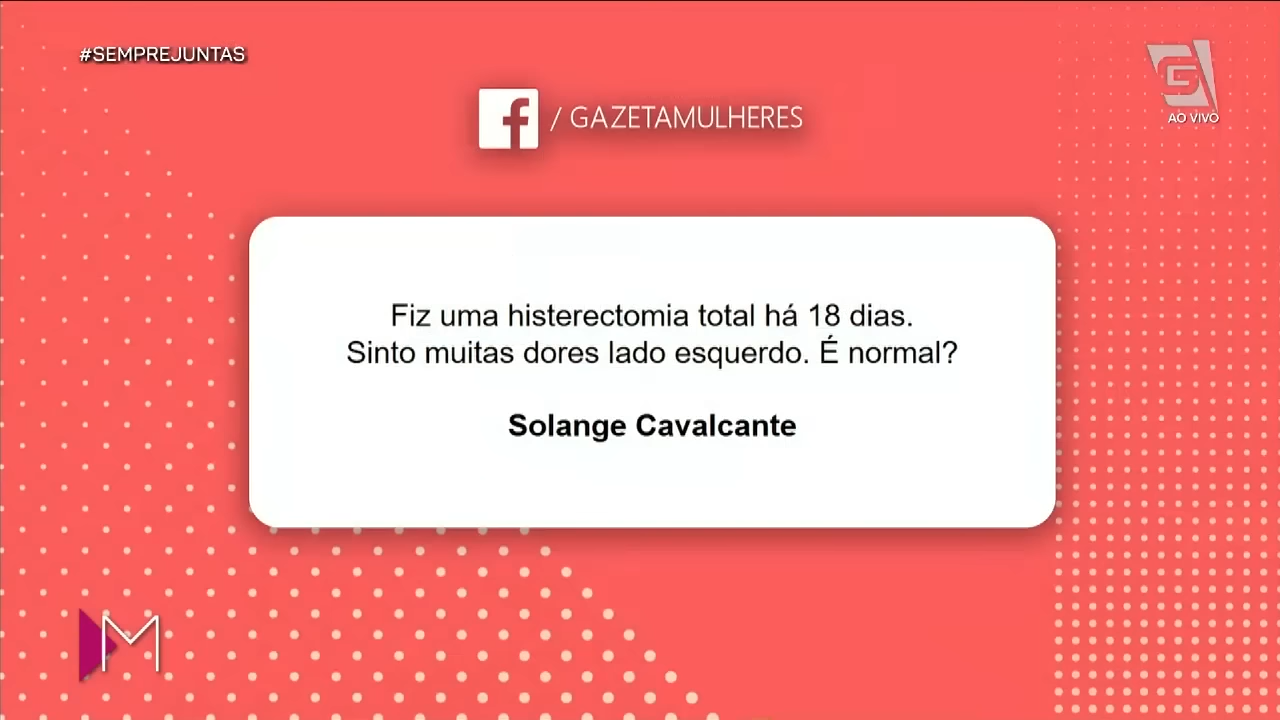 #SEMPREJUNTAS
G
AO VIVO
f / GAZETAMULHERES
Fiz uma histerectomia total há 18 dias.
Sinto muitas dores lado esquerdo. É normal?
Solange Cavalcante
M